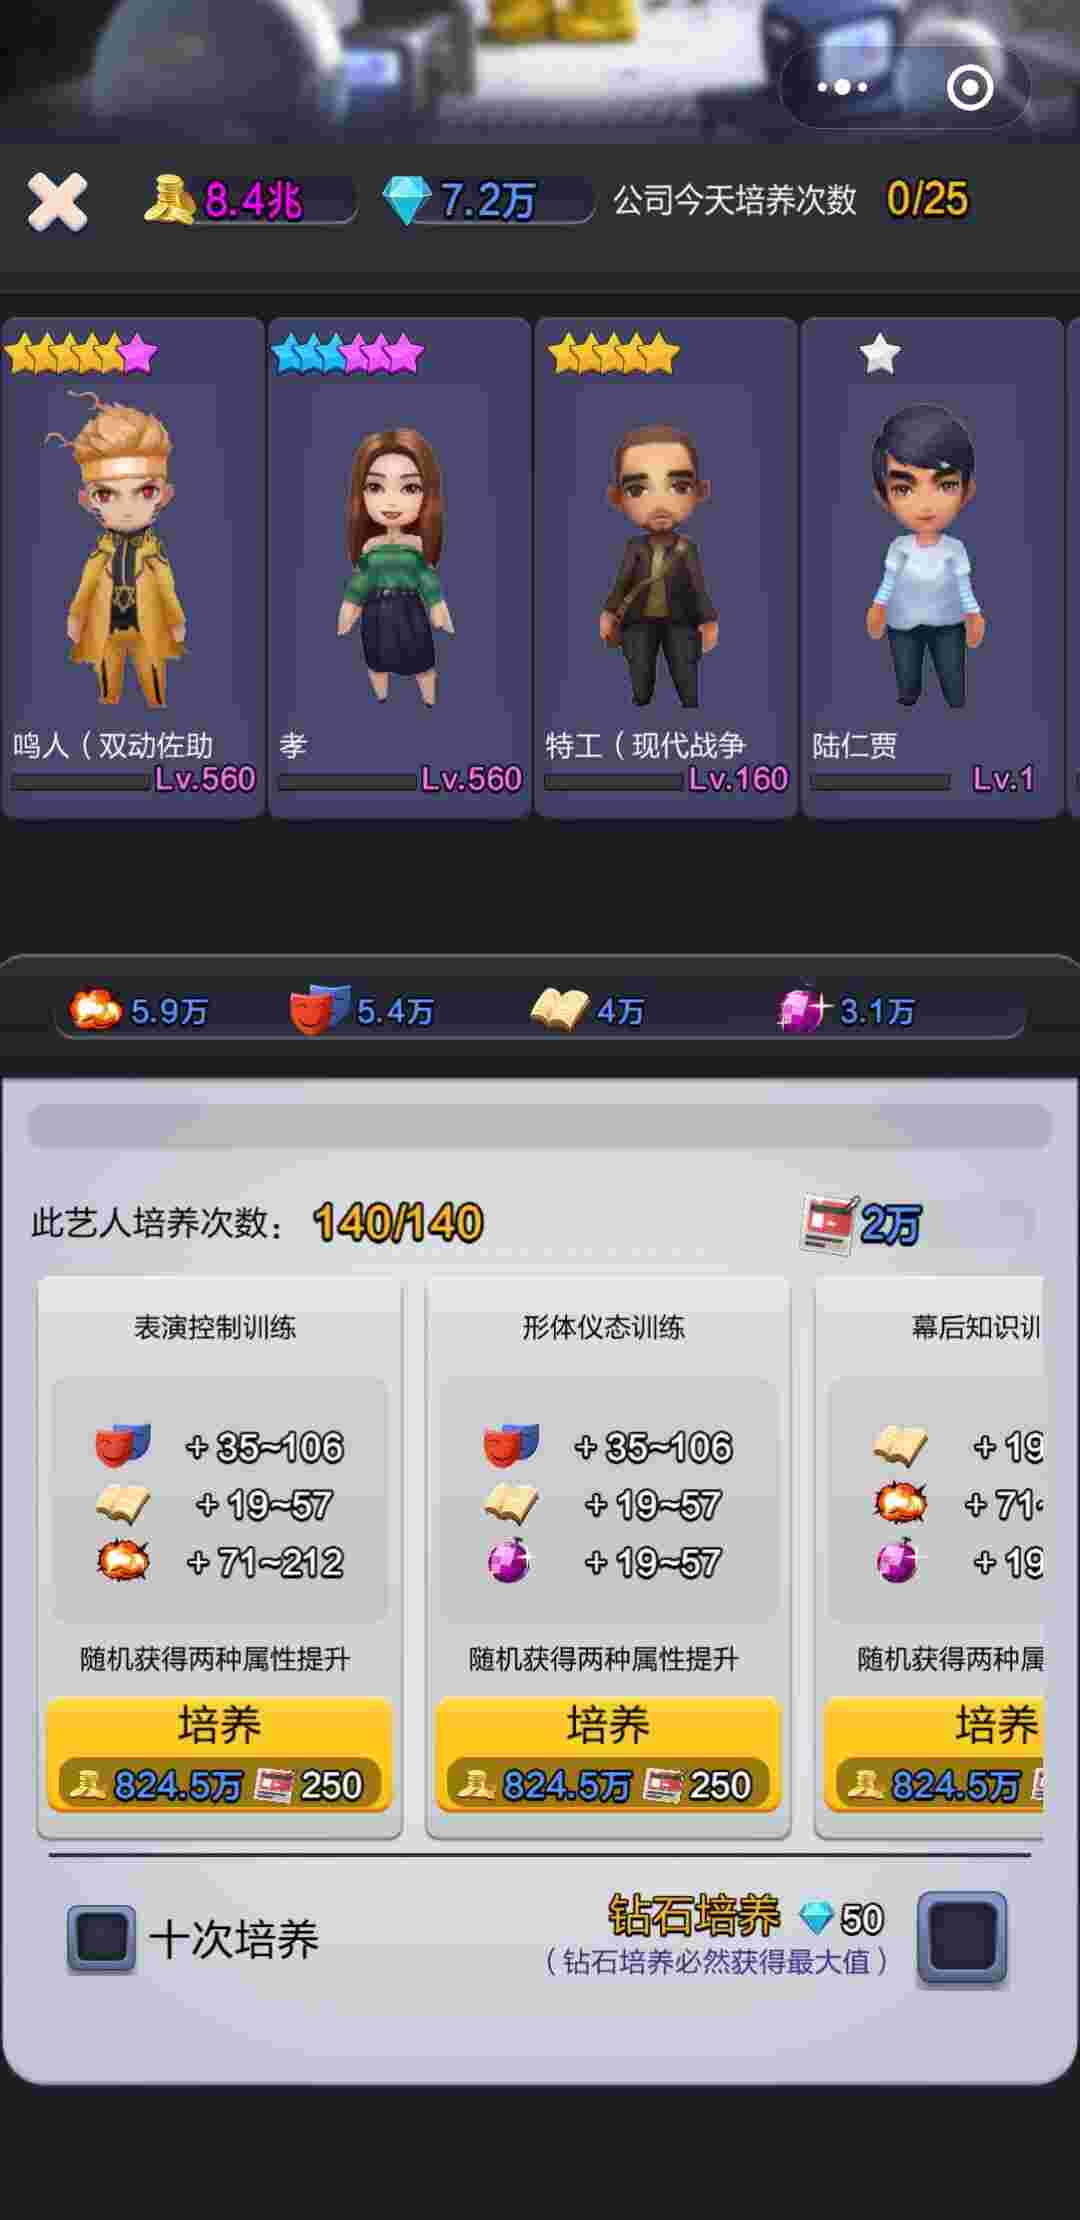 8.4兆
7.2万
公司今天培养次数 0/25
鸣人（双动佐助
Lv.560
孝
Lv.560
特工（现代战争
Lv.160
陆仁贾
Lv.1
5.9万
5.4万
4万
3.1万
此艺人培养次数： 140/140
2万
表演控制训练
+35~106
+19~57
+71~212
随机获得两种属性提升
培养
824.5万 250
形体仪态训练
+35~106
+19~57
+19~57
随机获得两种属性提升
培养
824.5万 250
幕后知识训
+19
+71~
+19
随机获得两种属
培养
824.5万
十次培养
钻石培养 50
（钻石培养必然获得最大值）